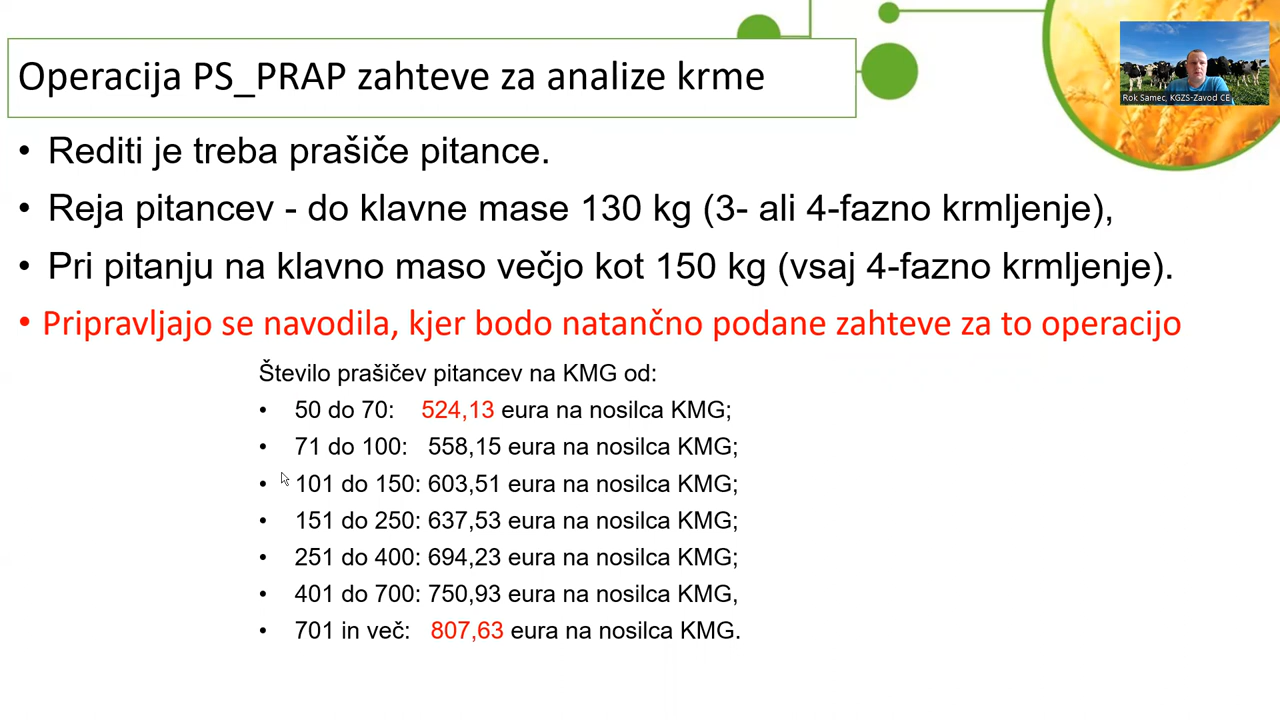 Operacija PS_PRAP zahteve za analize krme
Rok Samec, KGZS-Zavod CE
• Rediti je treba prašiče pitance.
• Reja pitancev - do klavne mase 130 kg (3- ali 4-fazno krmljenje),
• Pri pitanju na klavno maso večjo kot 150 kg (vsaj 4-fazno krmljenje).
• Pripravljajo se navodila, kjer bodo natančno podane zahteve za to operacijo
Število prašičev pitancev na KMG od:
• 50 do 70: 524,13 eura na nosilca KMG;
• 71 do 100: 558,15 eura na nosilca KMG;
• 101 do 150: 603,51 eura na nosilca KMG;
• 151 do 250: 637,53 eura na nosilca KMG;
• 251 do 400: 694,23 eura na nosilca KMG;
• 401 do 700: 750,93 eura na nosilca KMG,
• 701 in več: 807,63 eura na nosilca KMG.